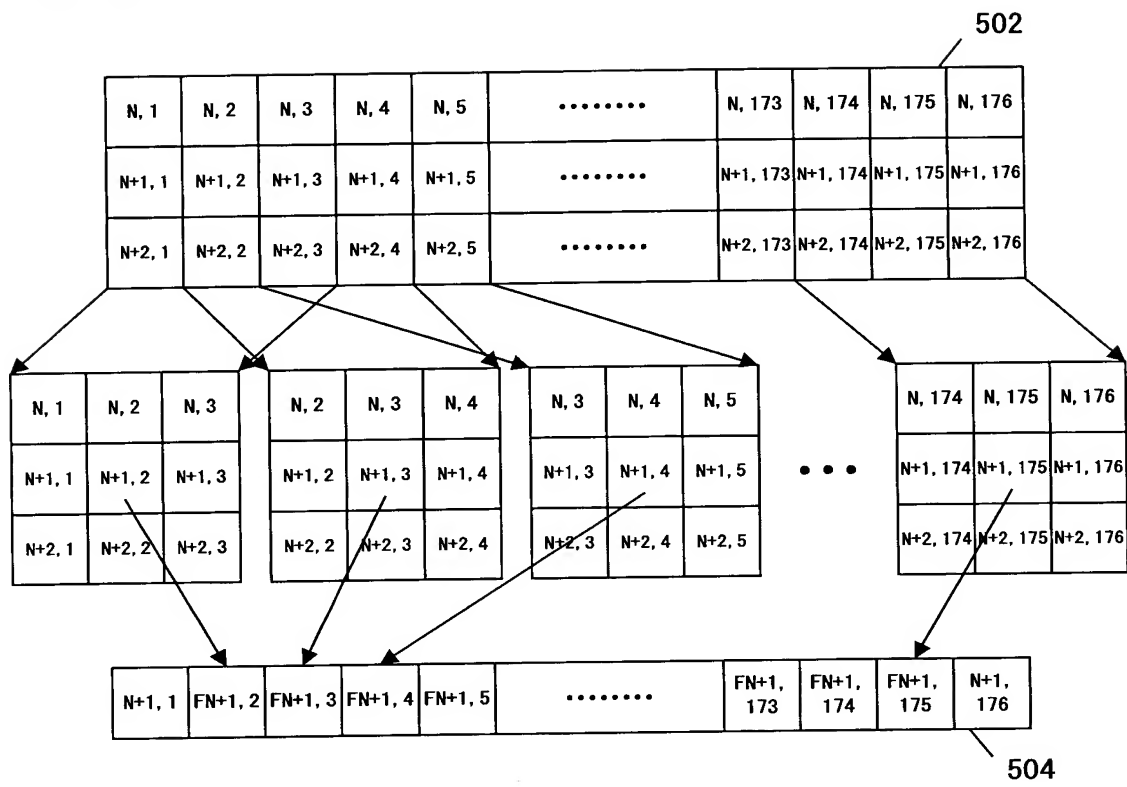 502
N, 1 N, 2 N, 3 N, 4 N, 5 ········ N, 173 N, 174 N, 175 N, 176
N+1, 1 N+1, 2 N+1, 3 N+1, 4 N+1, 5 ········ N+1, 173 N+1, 174 N+1, 175 N+1, 176
N+2, 1 N+2, 2 N+2, 3 N+2, 4 N+2, 5 ········ N+2, 173 N+2, 174 N+2, 175 N+2, 176
N, 1 N, 2 N, 3 N, 2 N, 3 N, 4 N, 3 N, 4 N, 5 N, 174 N, 175 N, 176
N+1, 1 N+1, 2 N+1, 3 N+1, 2 N+1, 3 N+1, 4 N+1, 3 N+1, 4 N+1, 5 ••• N+1, 174 N+1, 175 N+1, 176
N+2, 1 N+2, 2 N+2, 3 N+2, 2 N+2, 3 N+2, 4 N+2, 3 N+2, 4 N+2, 5 N+2, 174 N+2, 175 N+2, 176
N+1, 1 FN+1, 2 FN+1, 3 FN+1, 4 FN+1, 5 ········ FN+1, 173 FN+1, 174 FN+1, 175 N+1, 176
504